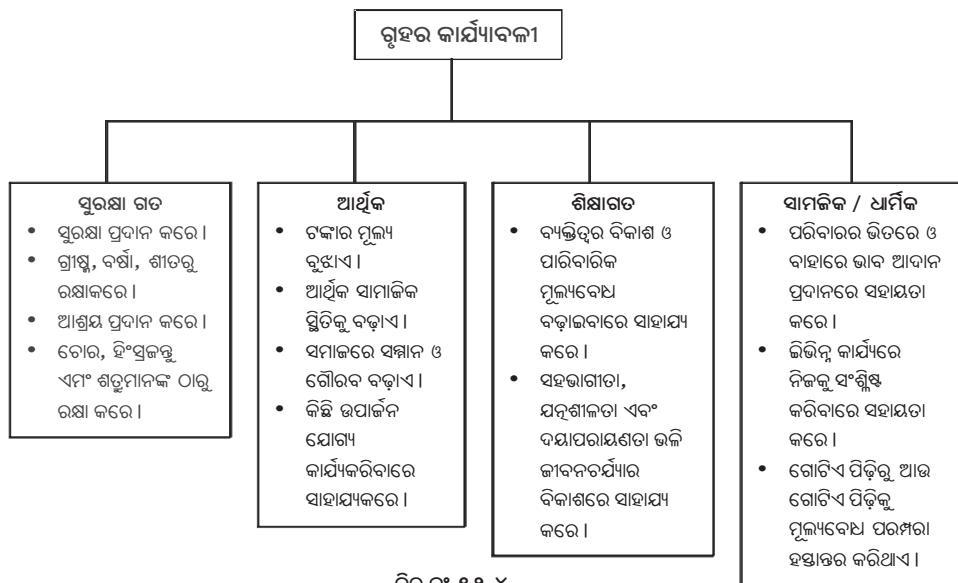 ଗୃହର କାର୍ଯ୍ୟାବଳୀ
ସୁରକ୍ଷା ଗତ
• ସୁରକ୍ଷା ପ୍ରଦାନ କରେ।
• ଗ୍ରୀଷ୍ମ, ବର୍ଷା, ଶୀତରୁ
ରକ୍ଷାକରେ।
• ଆଶ୍ରୟ ପ୍ରଦାନ କରେ।
• ଚୋର, ହିଂସ୍ରଜନ୍ତୁ
ଏମଂ ଶତ୍ରୁମାନଙ୍କ ଠାରୁ
ରକ୍ଷା କରେ।
ଆର୍ଥିକ
• ଟଙ୍କାର ମୂଲ୍ୟ
ବୁଝାଏ।
• ଆର୍ଥିକ ସାମାଜିକ
ସ୍ଥିତିକୁ ବଢ଼ାଏ।
• ସମାଜରେ ସମ୍ମାନ ଓ
ଗୌରବ ବଢ଼ାଏ।
• କିଛି ଉପାର୍ଜନ
ଯୋଗ୍ୟ
କାର୍ଯ୍ୟକରିବାରେ
ସାହାଯ୍ୟକରେ।
ଶିକ୍ଷାଗତ
• ବ୍ୟକ୍ତିତ୍ୱର ବିକାଶ ଓ
ପାରିବାରିକ
ମୂଲ୍ୟବୋଧ
ବଢ଼ାଇବାରେ ସାହାଯ୍ୟ
କରେ।
• ସହଭାଗୀତା,
ଯତ୍ନଶୀଳତା ଏବଂ
ଦୟାପରାୟଣତା ଭଳି
ଜୀବନଚର୍ଯ୍ୟାର
ବିକାଶରେ ସାହାଯ୍ୟ
କରେ।
ସାମଜିକ / ଧାର୍ମିକ
• ପରିବାରର ଭିତରେ ଓ
ବାହାରେ ଭାବ ଆଦାନ
ପ୍ରଦାନରେ ସହାୟତା
କରେ।
• ଇିଭିନ୍ନ କାର୍ଯ୍ୟରେ
ନିଜକୁ ସଂଶ୍ଳିଷ୍ଟ
କରିବାରେ ସହାୟତା
କରେ।
• ଗୋଟିଏ ପିଢ଼ିରୁ ଆଉ
ଗୋଟିଏ ପିଢ଼ିକୁ
ମୂଲ୍ୟବୋଧ ପରମ୍ପରା
ହସ୍ତାନ୍ତର କରିଥାଏ।